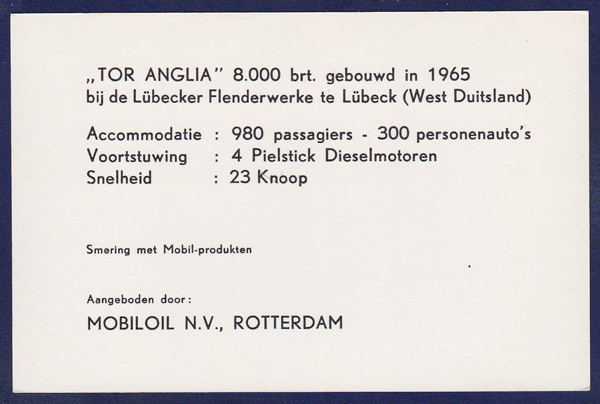 „TOR ANGLIA” 8.000 brt. gebouwd in 1965
bij de Lübecker Flenderwerke te Lübeck (West Duitsland)
Accommodatie : 980 passagiers - 300 personenauto's
Voortstuwing : 4 Pielstick Dieselmotoren
Snelheid : 23 Knoop
Smering met Mobil-produkten
Aangeboden door:
MOBILOIL N.V., ROTTERDAM